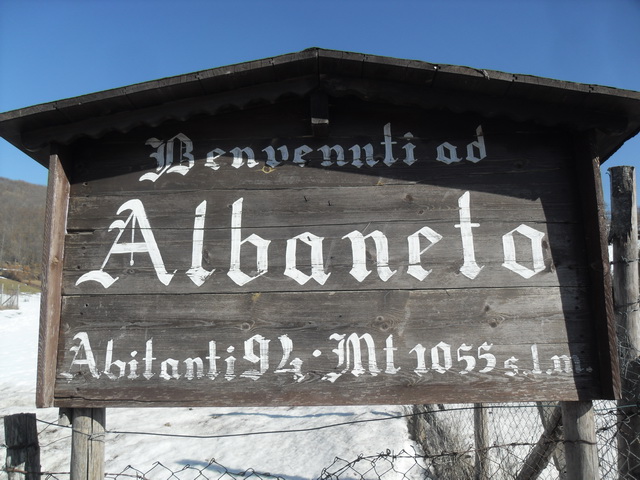 Benvenuti ad
Albaneto
Abitanti 94 · Mt 1055 s.l.m.